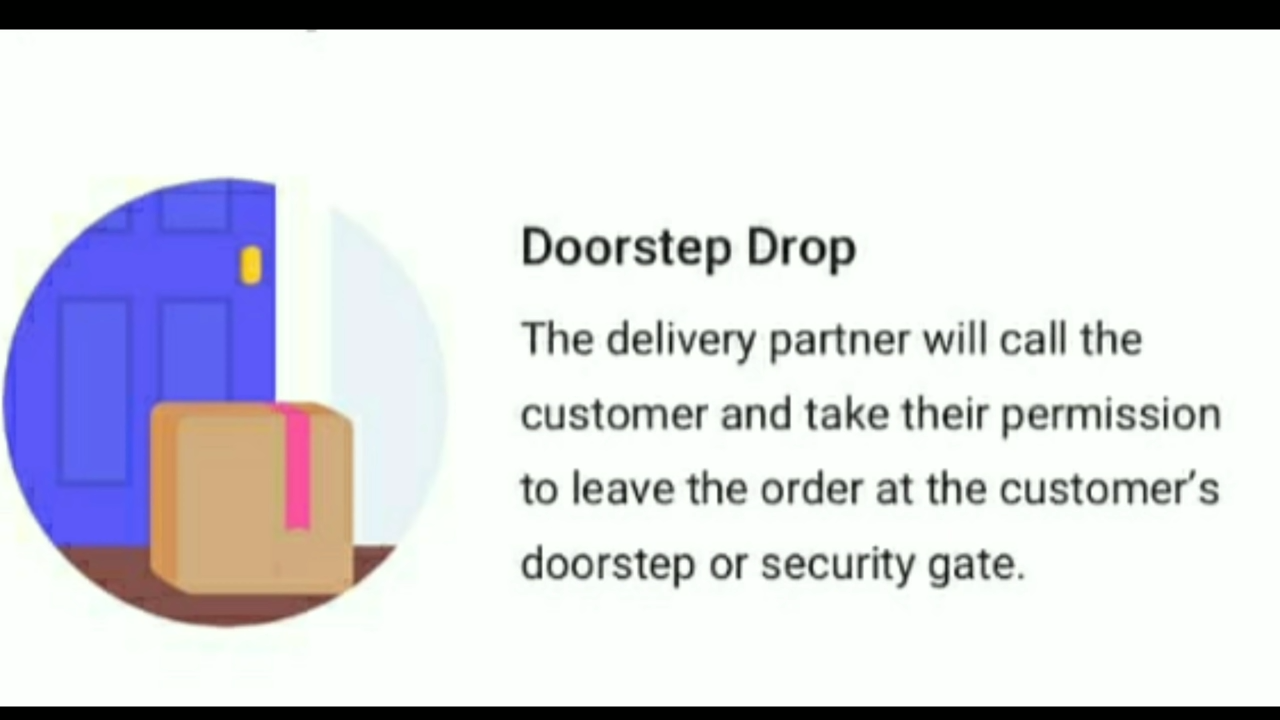 Doorstep Drop
The delivery partner will call the
customer and take their permission
to leave the order at the customer’s
doorstep or security gate.